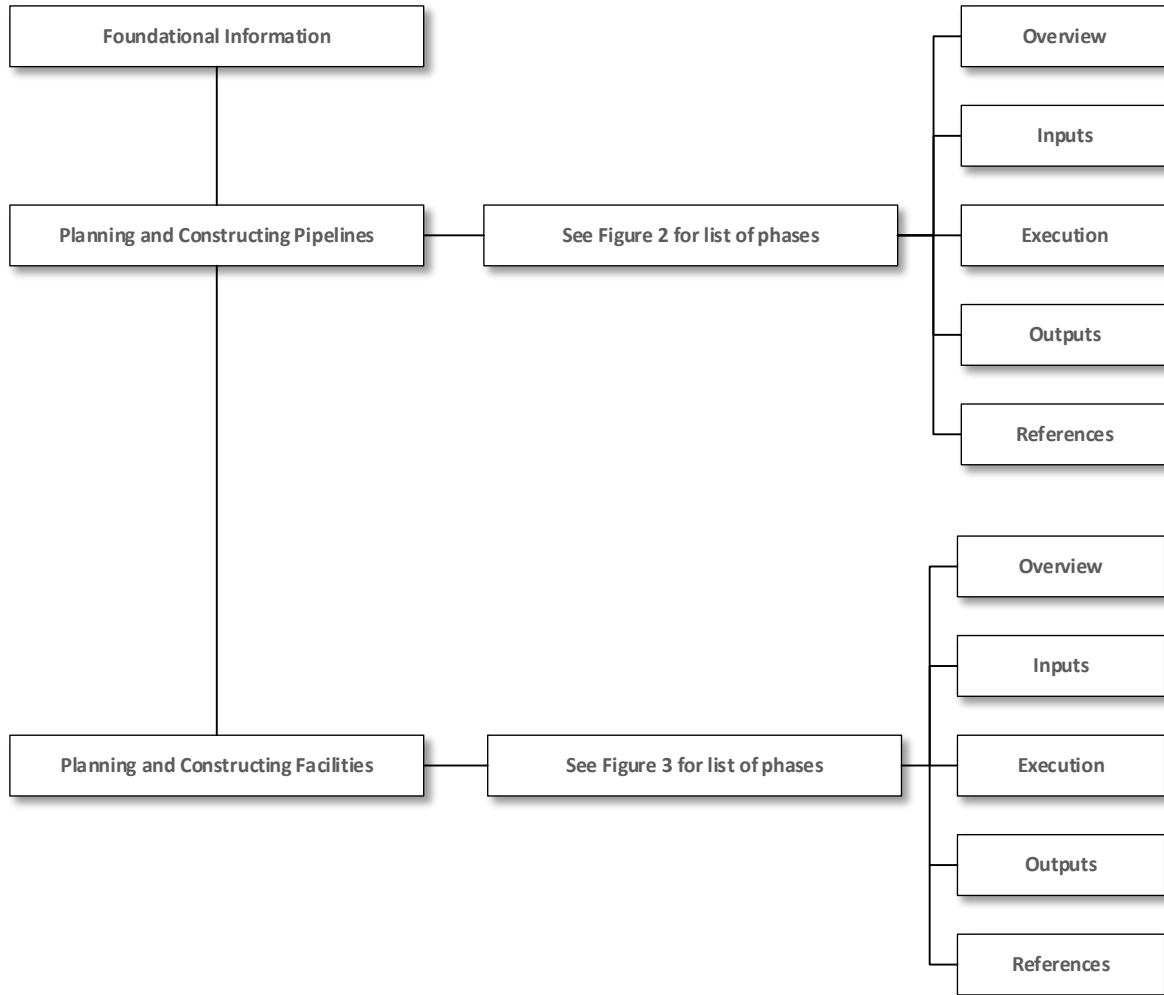 Foundational Information
Overview
Inputs
Planning and Constructing Pipelines
See Figure 2 for list of phases
Execution
Outputs
References
Overview
Inputs
Planning and Constructing Facilities
See Figure 3 for list of phases
Execution
Outputs
References